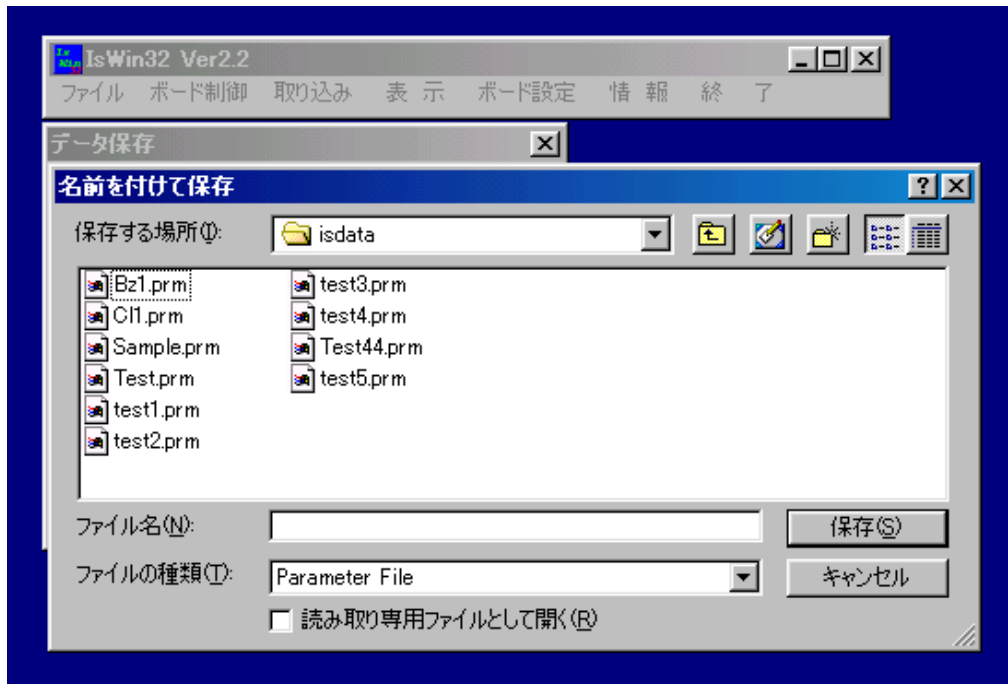 IsWin32 Ver2.2
ファイル ボード制御 取り込み 表 示 ボード設定 情 報 終 了
データ保存
名前を付けて保存
保存する場所(I): isdata
Bz1.prm test3.prm
Cl1.prm test4.prm
Sample.prm Test44.prm
Test.prm test5.prm
test1.prm
test2.prm
ファイル名(N): 保存(S)
ファイルの種類(T): Parameter File キャンセル
読み取り専用ファイルとして開く(R)